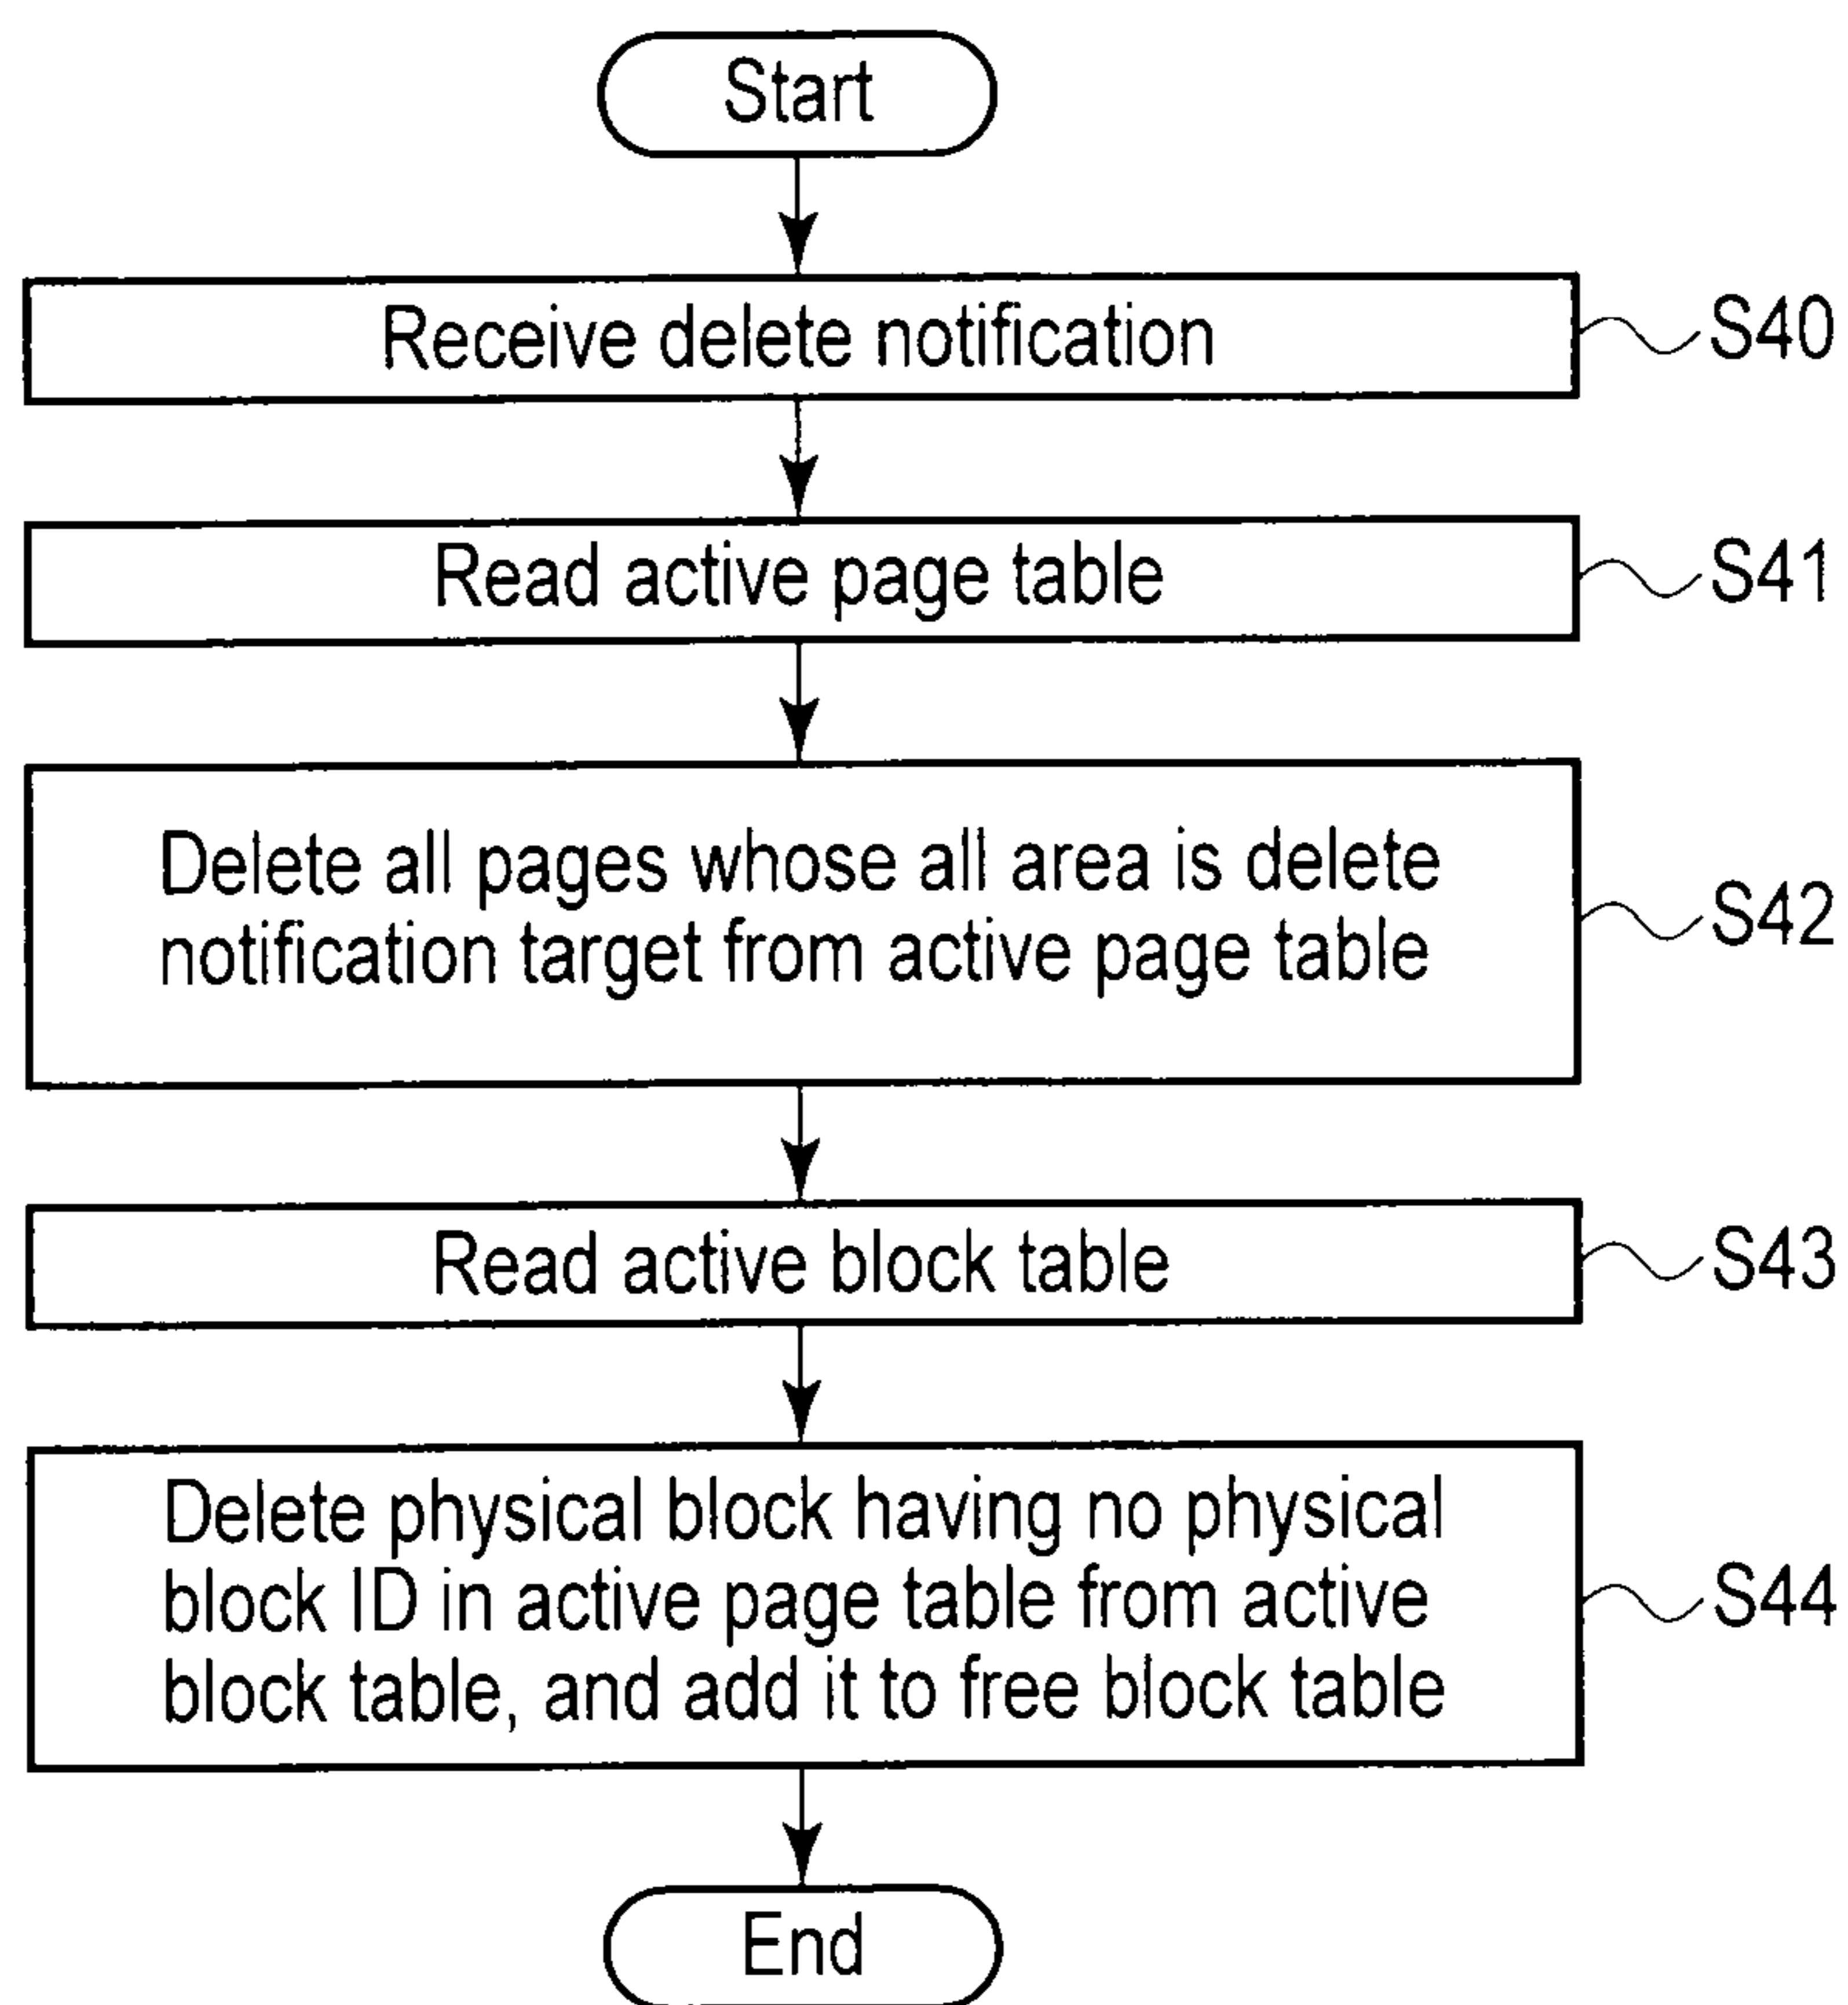 Start
Receive delete notification
S40
Read active page table
S41
Delete all pages whose all area is delete
notification target from active page table
S42
Read active block table
S43
Delete physical block having no physical
block ID in active page table from active
block table, and add it to free block table
S44
End